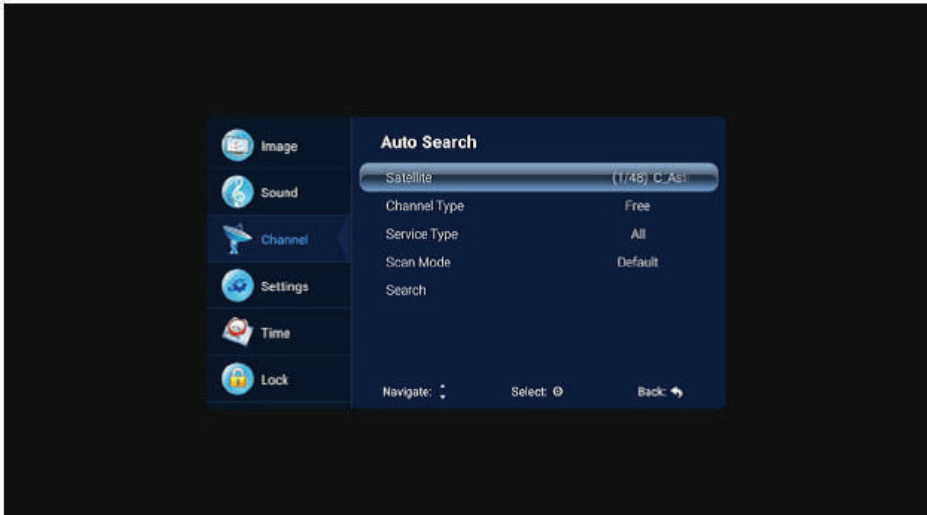 Image
Sound
Channel
Settings
Time
Lock
Auto Search
Satellite (1/48) C_Ast
Channel Type Free
Service Type All
Scan Mode Default
Search
Navigate: Select: Back: